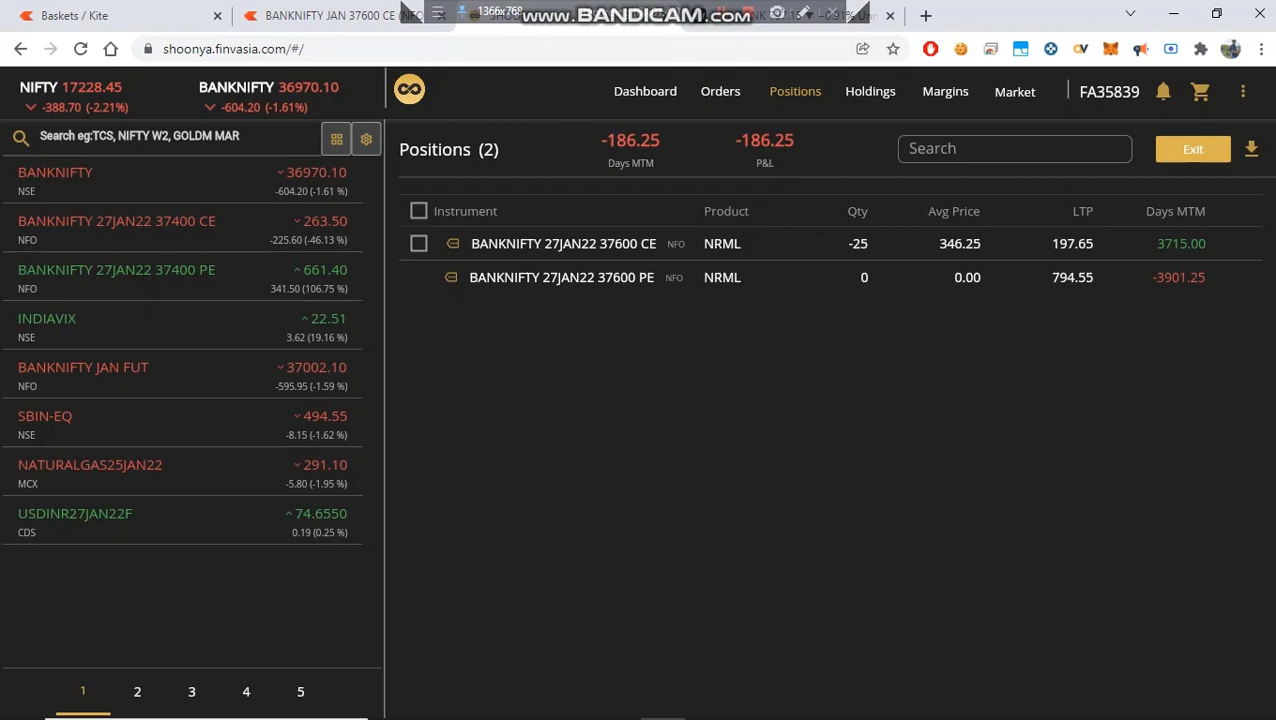 Baskets / Kite
BANKNIFTY JAN 37600 CE (NFO
1366x768
www.BANDICAM.com
shoonya.finvasia.com/#/
NIFTY 17228.45
-388.70 (-2.21%)
BANKNIFTY 36970.10
-604.20 (-1.61%)
Dashboard Orders Positions Holdings Margins Market FA35839
Search eg:TCS, NIFTY W2, GOLDM MAR
BANKNIFTY 36970.10
NSE -604.20 (-1.61 %)
BANKNIFTY 27JAN22 37400 CE 263.50
NFO -225.60 (-46.13 %)
BANKNIFTY 27JAN22 37400 PE 661.40
NFO 341.50 (106.75 %)
INDIAVIX 22.51
NSE 3.62 (19.16 %)
BANKNIFTY JAN FUT 37002.10
NFO -595.95 (-1.59 %)
SBIN-EQ 494.55
NSE -8.15 (-1.62 %)
NATURALGAS25JAN22 291.10
MCX -5.80 (-1.95 %)
USDINR27JAN22F 74.6550
CDS 0.19 (0.25 %)
1 2 3 4 5
Positions (2)
-186.25
Days MTM
-186.25
P&L
Search
Exit
Instrument Product Qty Avg Price LTP Days MTM
BANKNIFTY 27JAN22 37600 CE NFO NRML -25 346.25 197.65 3715.00
BANKNIFTY 27JAN22 37600 PE NFO NRML 0 0.00 794.55 -3901.25